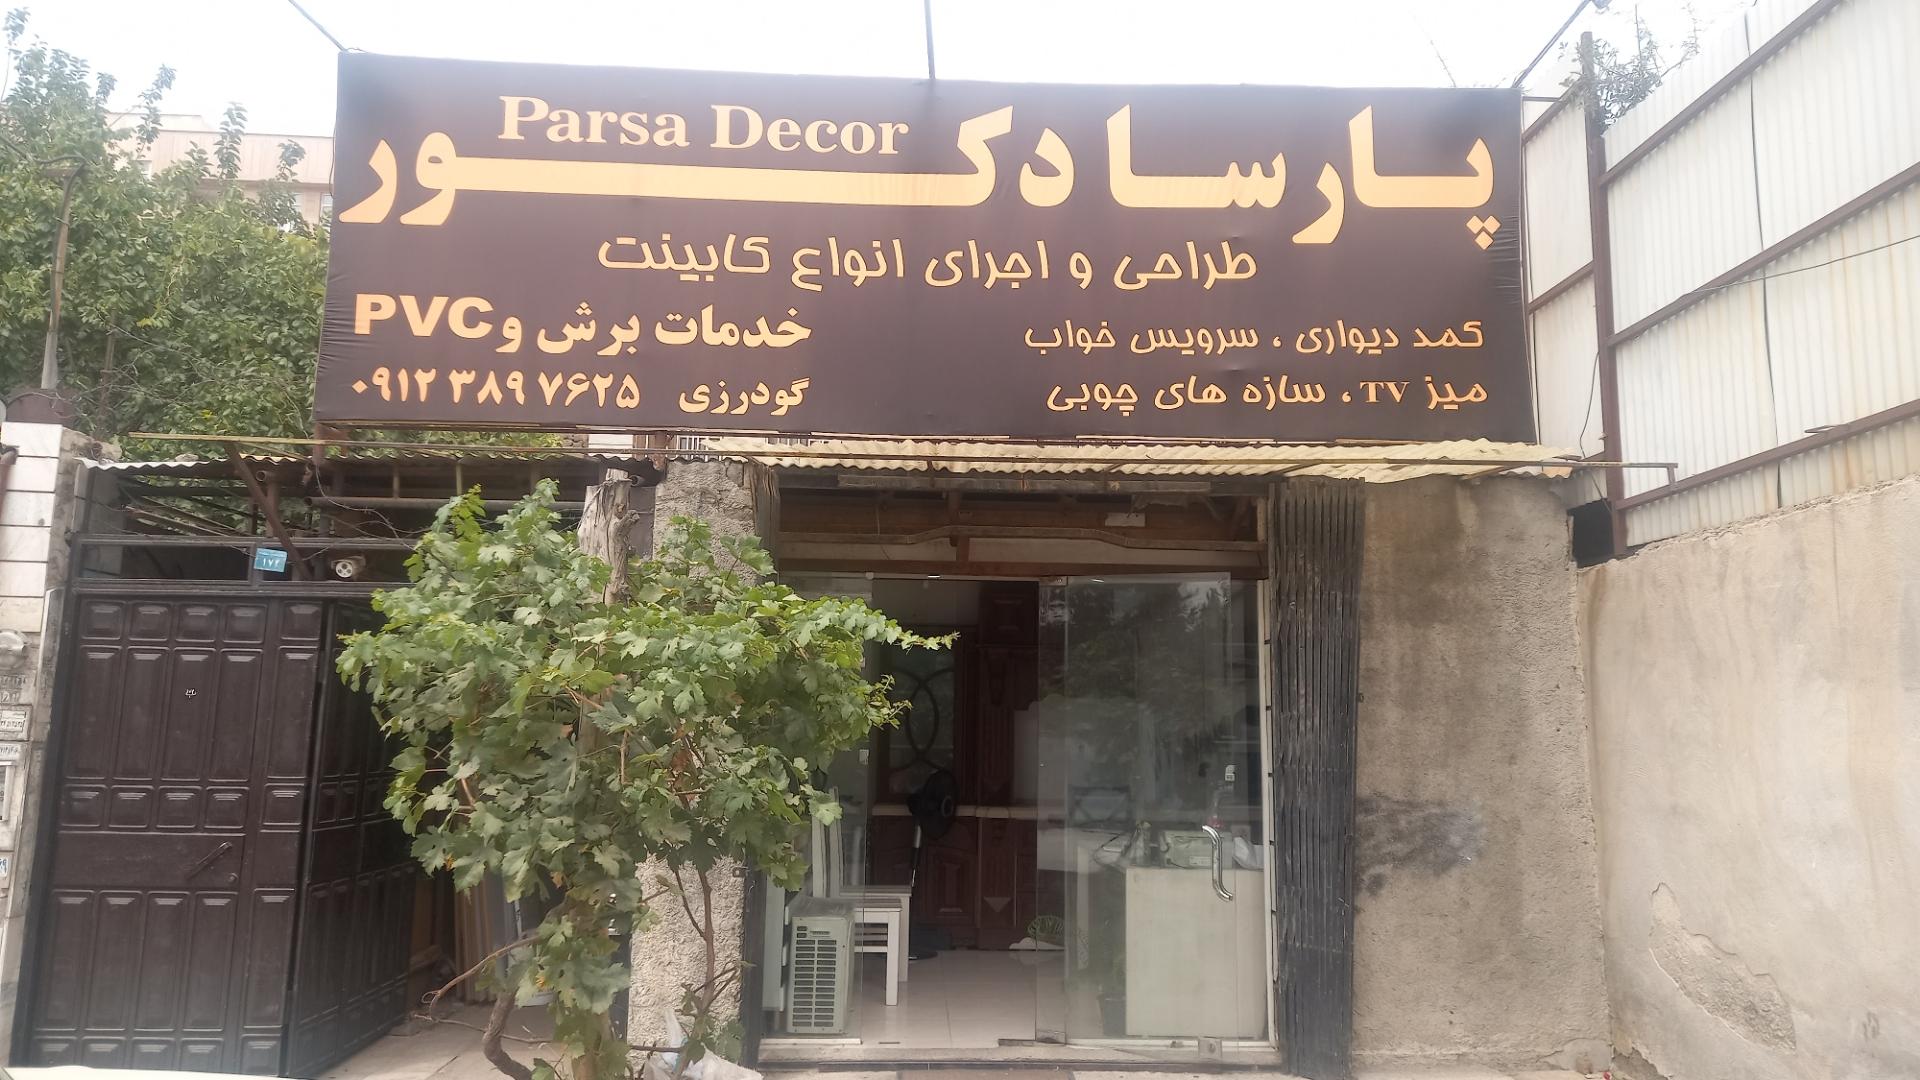 پارسا دکور
Parsa Decor
طراحی و اجرای انواع کابینت
کمد دیواری ، سرویس خواب
میز TV ، سازه های چوبی
خدمات برش و PVC
گودرزی ۰۹۱۲ ۳۸۹ ۷۶۲۵